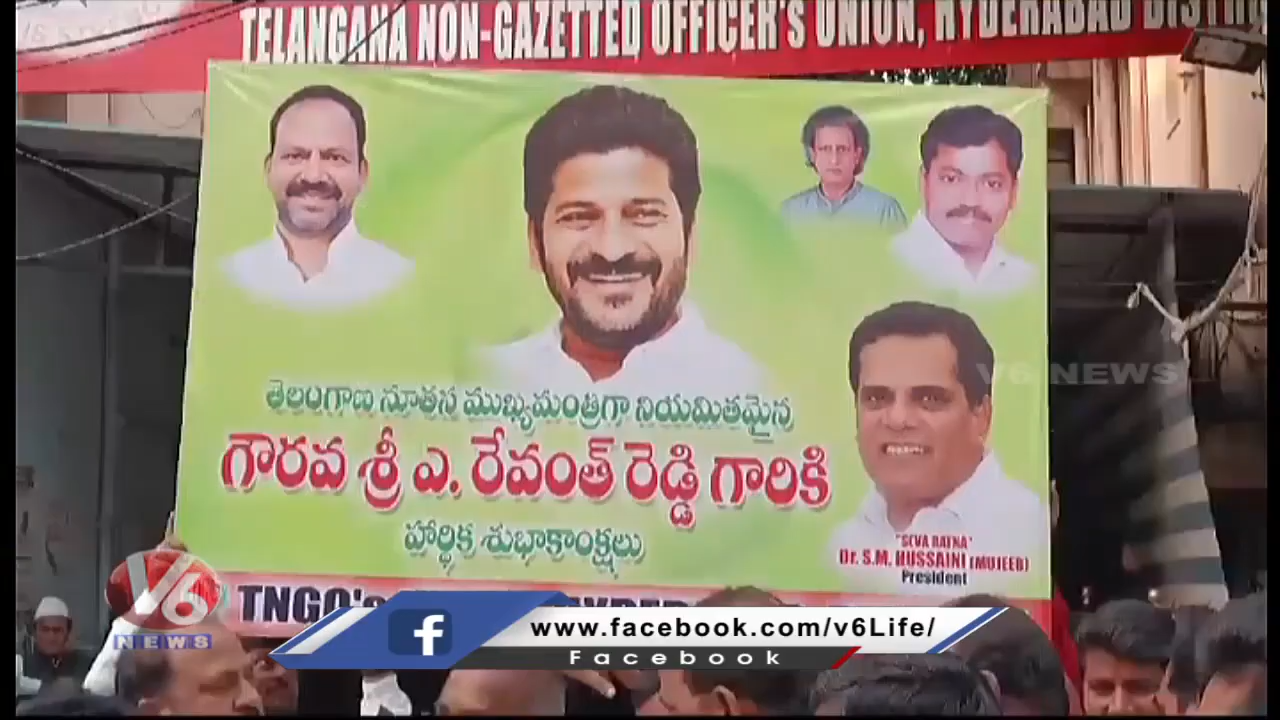 TELANGANA NON-GAZETTED OFFICER'S UNION, HYDERABAD
తెలంగాణ నూతన ముఖ్యమంత్రిగా నియమితమైన
గౌరవ శ్రీ ఎ. రేవంత్ రెడ్డి గారికి
హార్థిక శుభాకాంక్షలు
"SEVA RATNA"
Dr. S.M. HUSSAINI (MUJEEB)
President
V6 NEWS
TNGO's
V6
NEWS
www.facebook.com/v6Life/
Facebook